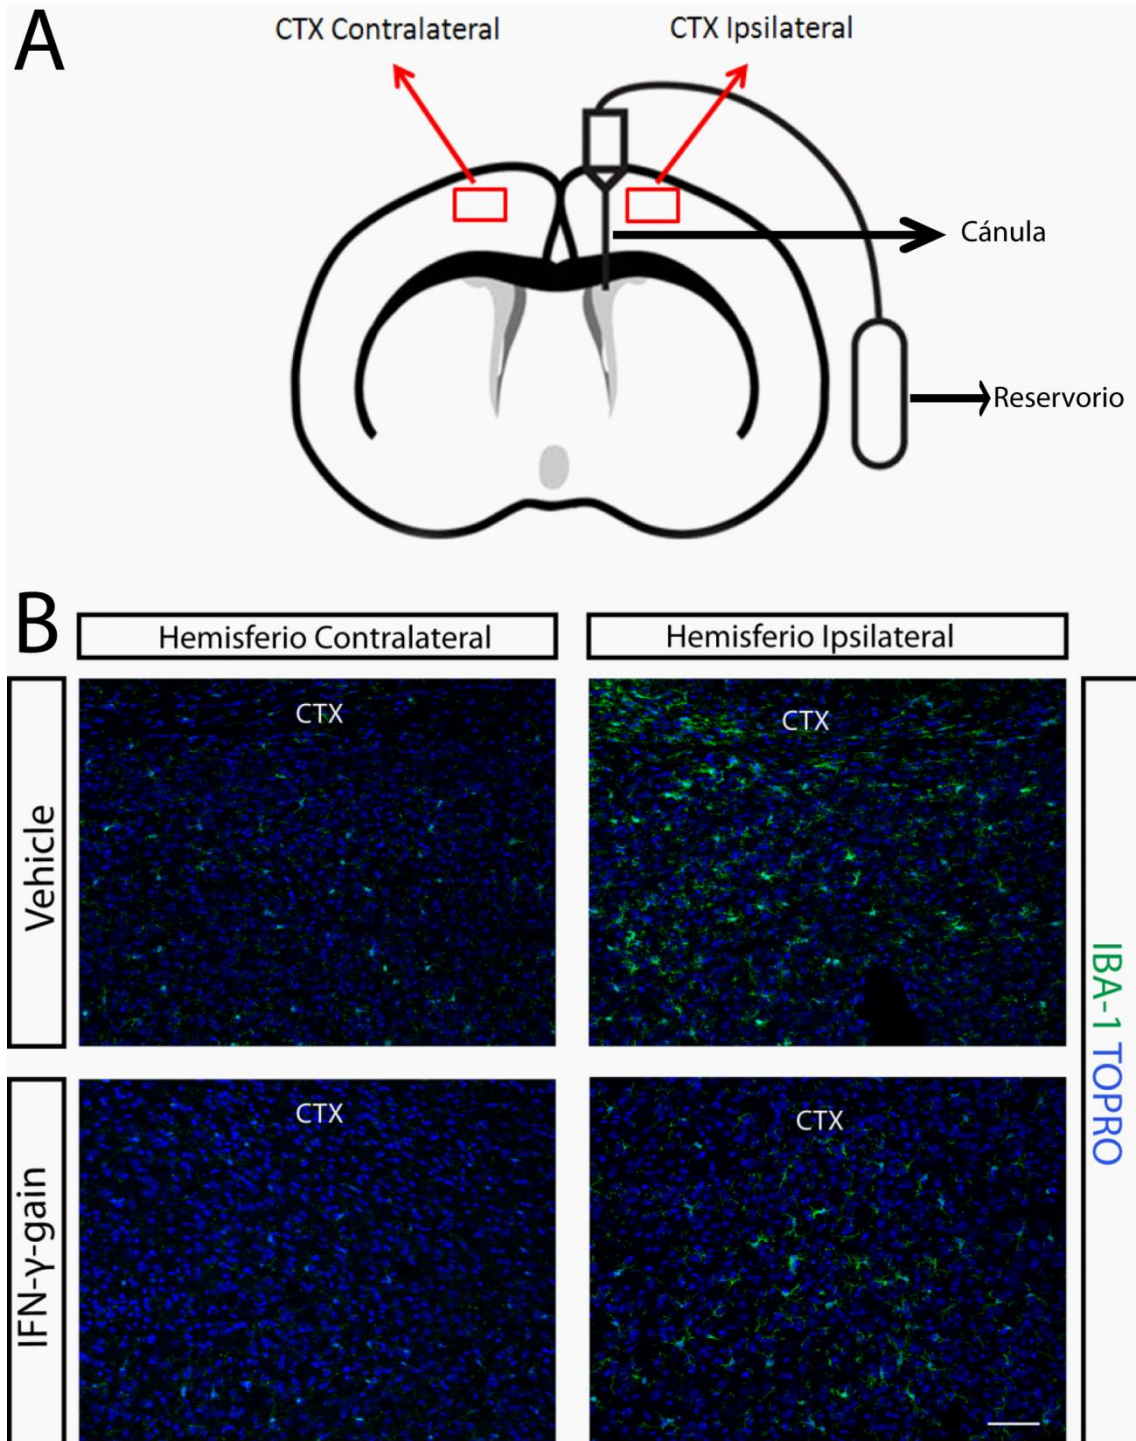 A
CTX Contralateral
CTX Ipsilateral
Cánula
Reservorio
B
Hemisferio Contralateral
Hemisferio Ipsilateral
Vehicle
CTX
CTX
IFN-γ-gain
CTX
CTX
IBA-1 TOPRO